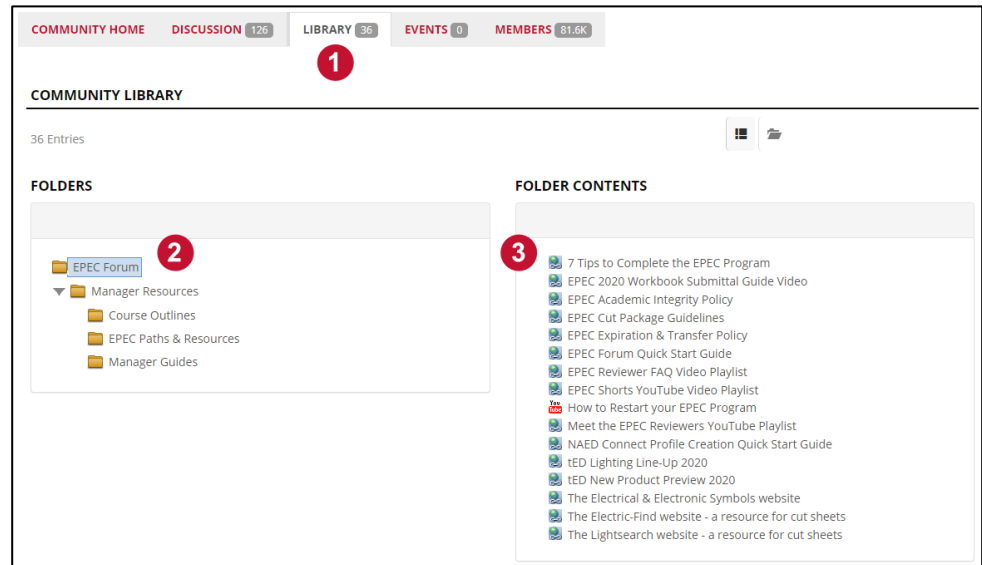 COMMUNITY HOME DISCUSSION 126 LIBRARY 36 EVENTS 0 MEMBERS 81.6K
1
COMMUNITY LIBRARY
36 Entries
FOLDERS
2
EPEC Forum
Manager Resources
Course Outlines
EPEC Paths & Resources
Manager Guides
FOLDER CONTENTS
3
7 Tips to Complete the EPEC Program
EPEC 2020 Workbook Submittal Guide Video
EPEC Academic Integrity Policy
EPEC Cut Package Guidelines
EPEC Expiration & Transfer Policy
EPEC Forum Quick Start Guide
EPEC Reviewer FAQ Video Playlist
EPEC Shorts YouTube Video Playlist
You Tube How to Restart your EPEC Program
Meet the EPEC Reviewers YouTube Playlist
NAED Connect Profile Creation Quick Start Guide
tED Lighting Line-Up 2020
tED New Product Preview 2020
The Electrical & Electronic Symbols website
The Electric-Find website - a resource for cut sheets
The Lightsearch website - a resource for cut sheets